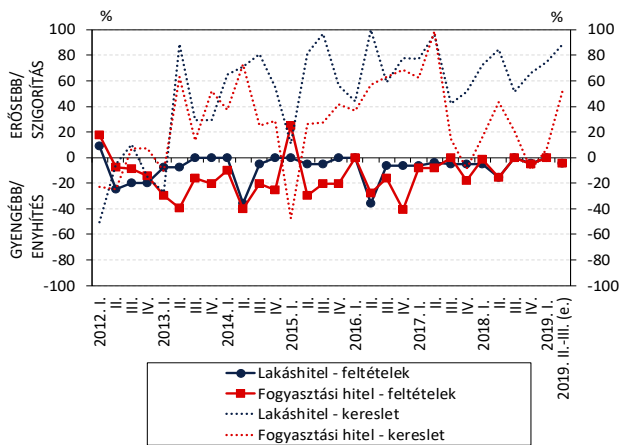 %
%
100
80
60
40
20
0
-20
-40
-60
-80
-100
100
80
60
40
20
0
-20
-40
-60
-80
-100
ERŐSEBB/
SZIGORÍTÁS
GYENGÉBB/
ENYHÍTÉS
2012. I.
II.
III.
IV.
2013. I.
II.
III.
IV.
2014. I.
II.
III.
IV.
2015. I.
II.
III.
IV.
2016. I.
II.
III.
IV.
2017. I.
II.
III.
IV.
2018. I.
II.
III.
IV.
2019. I.
2019. II.-III. (e.)
Lakáshitel - feltételek
Fogyasztási hitel - feltételek
Lakáshitel - kereslet
Fogyasztási hitel - kereslet